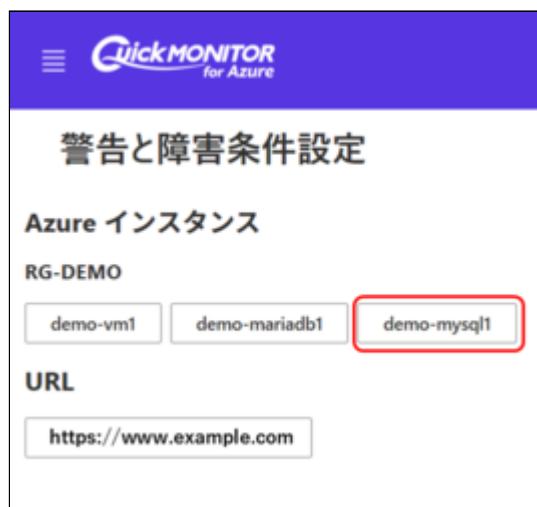 QuickMONITOR
for Azure
警告と障害条件設定
Azure インスタンス
RG-DEMO
demo-vm1 demo-mariadb1 demo-mysql1
URL
https://www.example.com